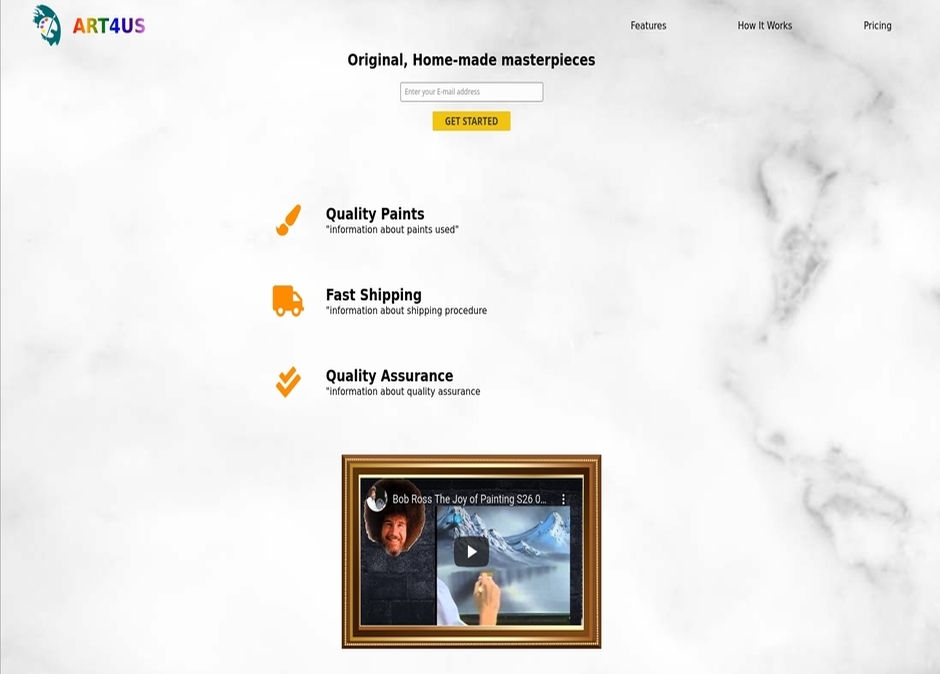 ART4US
Features
How It Works
Pricing
Original, Home-made masterpieces
Enter your E-mail address
GET STARTED
Quality Paints
"information about paints used"
Fast Shipping
"information about shipping procedure
Quality Assurance
"information about quality assurance
Bob Ross The Joy of Painting S26 0...